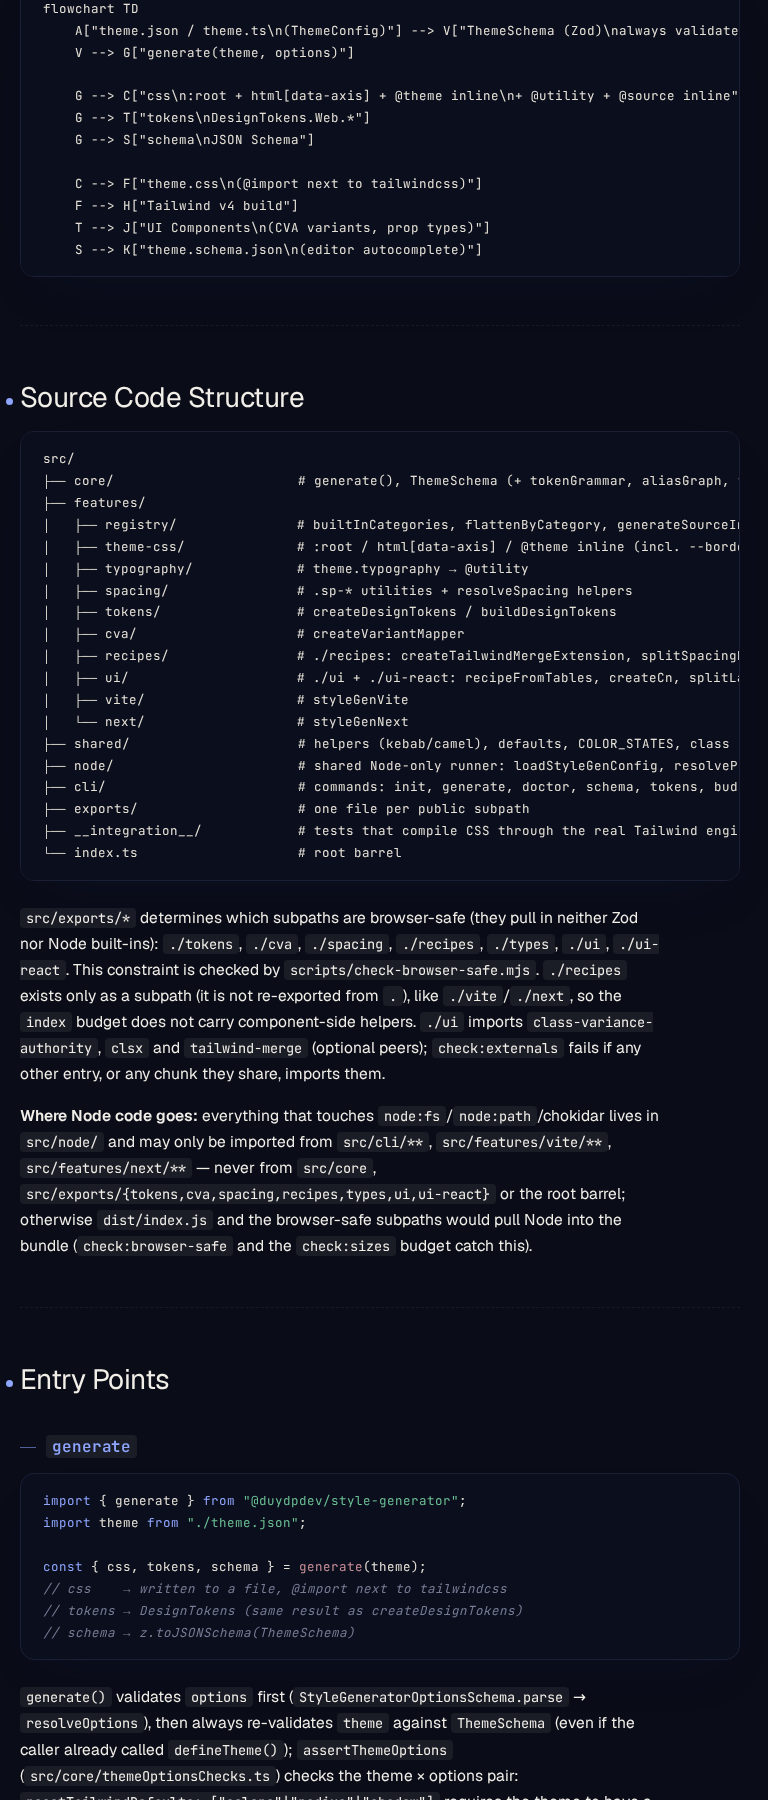 flowchart TD
A["theme.json / theme.ts\n(ThemeConfig)"] --> V["ThemeSchema (Zod)\nalways validate
V --> G["generate(theme, options)"]
G --> C["css\n:root + html[data-axis] + @theme inline\n+ @utility + @source inline"
G --> T["tokens\nDesignTokens.Web.*"]
G --> S["schema\nJSON Schema"]
C --> F["theme.css\n(@import next to tailwindcss)"]
F --> H["Tailwind v4 build"]
T --> J["UI Components\n(CVA variants, prop types)"]
S --> K["theme.schema.json\n(editor autocomplete)"]
Source Code Structure
src/
├── core/ # generate(), ThemeSchema (+ tokenGrammar, aliasGraph,
├── features/
│ ├── registry/ # builtInCategories, flattenByCategory, generateSourceI
│ ├── theme-css/ # :root / html[data-axis] / @theme inline (incl. --bord
│ ├── typography/ # theme.typography → @utility
│ ├── spacing/ # .sp-* utilities + resolveSpacing helpers
│ ├── tokens/ # createDesignTokens / buildDesignTokens
│ ├── cva/ # createVariantMapper
│ ├── recipes/ # ./recipes: createTailwindMergeExtension, splitSpacing
│ ├── ui/ # ./ui + ./ui-react: recipeFromTables, createCn, splitL
│ ├── vite/ # styleGenVite
│ └── next/ # styleGenNext
├── shared/ # helpers (kebab/camel), defaults, COLOR_STATES, class
├── node/ # shared Node-only runner: loadStyleGenConfig, resolveP
├── cli/ # commands: init, generate, doctor, schema, tokens, bud
├── exports/ # one file per public subpath
├── __integration__/ # tests that compile CSS through the real Tailwind engi
└── index.ts # root barrel
src/exports/* determines which subpaths are browser-safe (they pull in neither Zod
nor Node built-ins): ./tokens, ./cva, ./spacing, ./recipes, ./types, ./ui, ./ui-
react. This constraint is checked by scripts/check-browser-safe.mjs. ./recipes
exists only as a subpath (it is not re-exported from .), like ./vite/./next, so the
index budget does not carry component-side helpers. ./ui imports class-variance-
authority, clsx and tailwind-merge (optional peers); check:externals fails if any
other entry, or any chunk they share, imports them.
Where Node code goes: everything that touches node:fs/node:path/chokidar lives in
src/node/ and may only be imported from src/cli/**, src/features/vite/**,
src/features/next/** — never from src/core,
src/exports/{tokens,cva,spacing,recipes,types,ui,ui-react} or the root barrel;
otherwise dist/index.js and the browser-safe subpaths would pull Node into the
bundle (check:browser-safe and the check:sizes budget catch this).
Entry Points
— generate
import { generate } from "@duydpdev/style-generator";
import theme from "./theme.json";
const { css, tokens, schema } = generate(theme);
// css → written to a file, @import next to tailwindcss
// tokens → DesignTokens (same result as createDesignTokens)
// schema → z.toJSONSchema(ThemeSchema)
generate() validates options first (StyleGeneratorOptionsSchema.parse →
resolveOptions), then always re-validates theme against ThemeSchema (even if the
caller already called defineTheme()); assertThemeOptions
(src/core/themeOptionsChecks.ts) checks the theme × options pair: